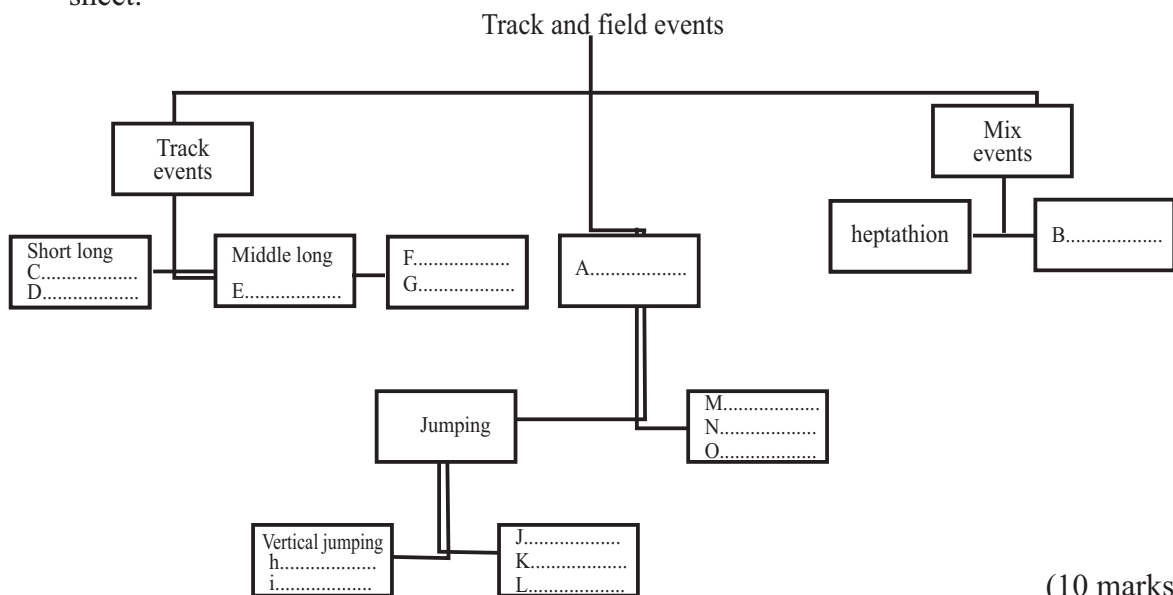 sheet.
Track and field events
Track
events
Mix
events
Short long
C...................
D...................
Middle long
E...................
F...................
G...................
A...................
heptathion
B...................
Jumping
M...................
N...................
O...................
Vertical jumping
h...................
i...................
J...................
K...................
L...................
(10 marks